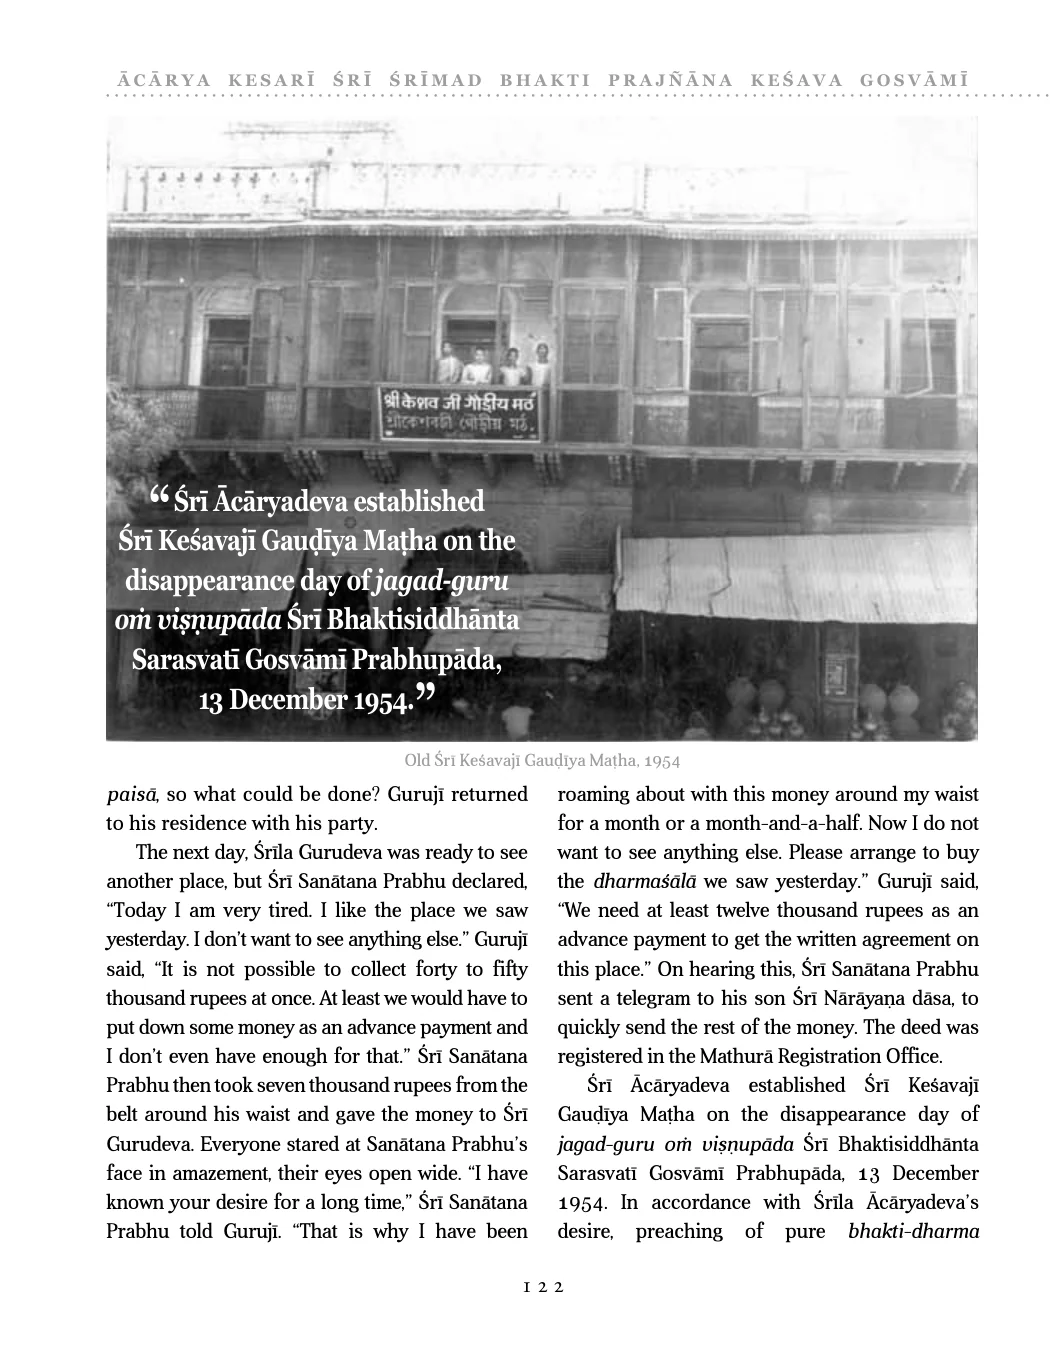 ĀCĀRYA KESARĪ ŚRĪ ŚRĪMAD BHAKTI PRAJÑĀNA KEŚAVA GOSVĀMĪ
श्री केशव जी गौड़ीय मठ
“Śrī Ācāryadeva established
Śrī Keśavajī Gauḍīya Maṭha on the
disappearance day of jagad-guru
oṁ viṣṇupāda Śrī Bhaktisiddhānta
Sarasvatī Gosvāmī Prabhupāda,
13 December 1954.”
Old Śrī Keśavajī Gauḍīya Maṭha, 1954
paisā, so what could be done? Gurujī returned
to his residence with his party.
The next day, Śrīla Gurudeva was ready to see
another place, but Śrī Sanātana Prabhu declared,
“Today I am very tired. I like the place we saw
yesterday. I don’t want to see anything else.” Gurujī
said, “It is not possible to collect forty to fifty
thousand rupees at once. At least we would have to
put down some money as an advance payment and
I don’t even have enough for that.” Śrī Sanātana
Prabhu then took seven thousand rupees from the
belt around his waist and gave the money to Śrī
Gurudeva. Everyone stared at Sanātana Prabhu’s
face in amazement, their eyes open wide. “I have
known your desire for a long time,” Śrī Sanātana
Prabhu told Gurujī. “That is why I have been
roaming about with this money around my waist
for a month or a month-and-a-half. Now I do not
want to see anything else. Please arrange to buy
the dharmaśālā we saw yesterday.” Gurujī said,
“We need at least twelve thousand rupees as an
advance payment to get the written agreement on
this place.” On hearing this, Śrī Sanātana Prabhu
sent a telegram to his son Śrī Nārāyaṇa dāsa, to
quickly send the rest of the money. The deed was
registered in the Mathurā Registration Office.
Śrī Ācāryadeva established Śrī Keśavajī
Gauḍīya Maṭha on the disappearance day of
jagad-guru oṁ viṣṇupāda Śrī Bhaktisiddhānta
Sarasvatī Gosvāmī Prabhupāda, 13 December
1954. In accordance with Śrīla Ācāryadeva’s
desire, preaching of pure bhakti-dharma
122